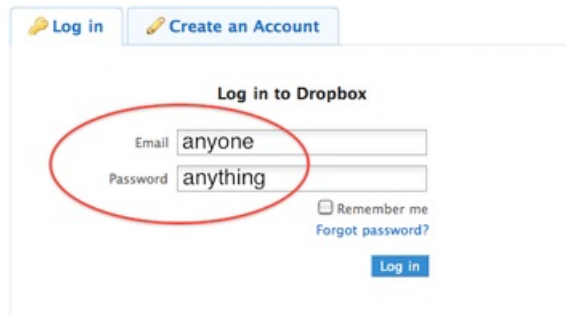 Log in Create an Account
Log in to Dropbox
Email anyone
Password anything
Remember me
Forgot password?
Log in